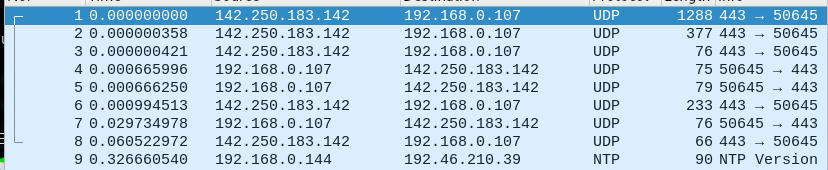 1 0.000000000 142.250.183.142 192.168.0.107 UDP 1288 443 → 50645
2 0.000000358 142.250.183.142 192.168.0.107 UDP 377 443 → 50645
3 0.000000421 142.250.183.142 192.168.0.107 UDP 76 443 → 50645
4 0.000665996 192.168.0.107 142.250.183.142 UDP 75 50645 → 443
5 0.000666250 192.168.0.107 142.250.183.142 UDP 79 50645 → 443
6 0.000994513 142.250.183.142 192.168.0.107 UDP 233 443 → 50645
7 0.029734978 192.168.0.107 142.250.183.142 UDP 76 50645 → 443
8 0.060522972 142.250.183.142 192.168.0.107 UDP 66 443 → 50645
9 0.326660540 192.168.0.144 192.46.210.39 NTP 90 NTP Version